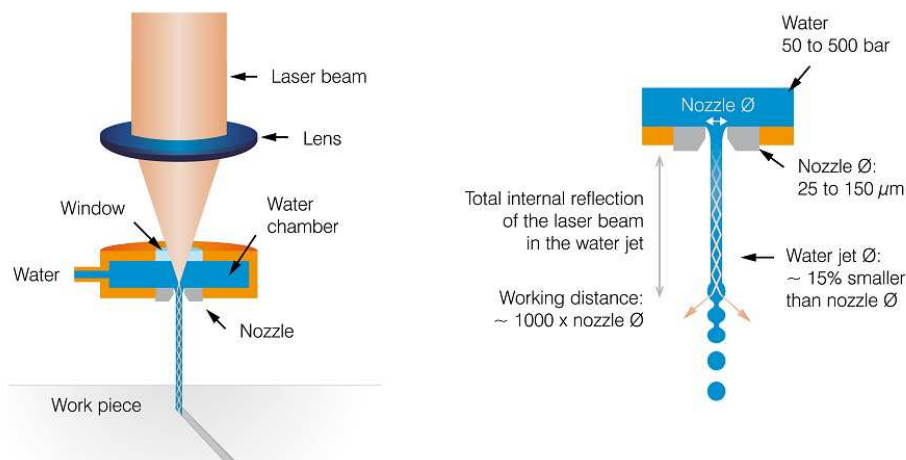 Laser beam
Lens
Window
Water
chamber
Water
Nozzle
Work piece
Water
50 to 500 bar
Nozzle Ø
Nozzle Ø:
25 to 150 µm
Total internal reflection
of the laser beam
in the water jet
Water jet Ø:
~ 15% smaller
than nozzle Ø
Working distance:
~ 1000 x nozzle Ø